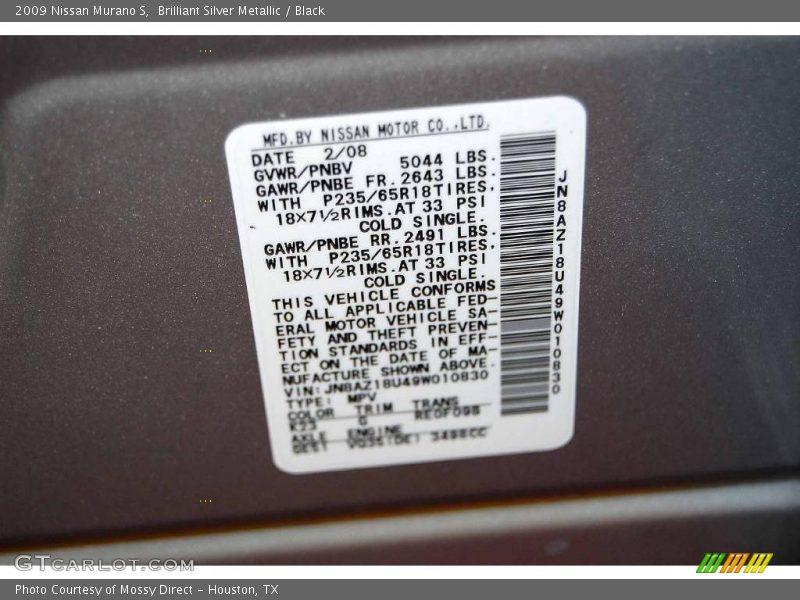 2009 Nissan Murano S,  Brilliant Silver Metallic / Black
MFD.BY NISSAN MOTOR CO.,LTD.
DATE 2/08
GVWR/PNBV 5044 LBS.
GAWR/PNBE FR. 2643 LBS.
WITH P235/65R18TIRES,
18×7½RIMS.AT 33 PSI
COLD SINGLE.
GAWR/PNBE RR. 2491 LBS.
WITH P235/65R18TIRES,
18×7½RIMS.AT 33 PSI
COLD SINGLE.
THIS VEHICLE CONFORMS
TO ALL APPLICABLE FED-
ERAL MOTOR VEHICLE SA-
FETY AND THEFT PREVEN-
TION STANDARDS IN EFF-
ECT ON THE DATE OF MA-
NUFACTURE SHOWN ABOVE.
VIN:JN8AZ18U49W010830
TYPE: MPV
COLOR TRIM TRANS
K23 G RE0F09B
AXLE ENGINE
VQ35(DE) 3498CC
JN8AZ18U49W010830
GTCARLOT.COM
Photo Courtesy of Mossy Direct – Houston, TX